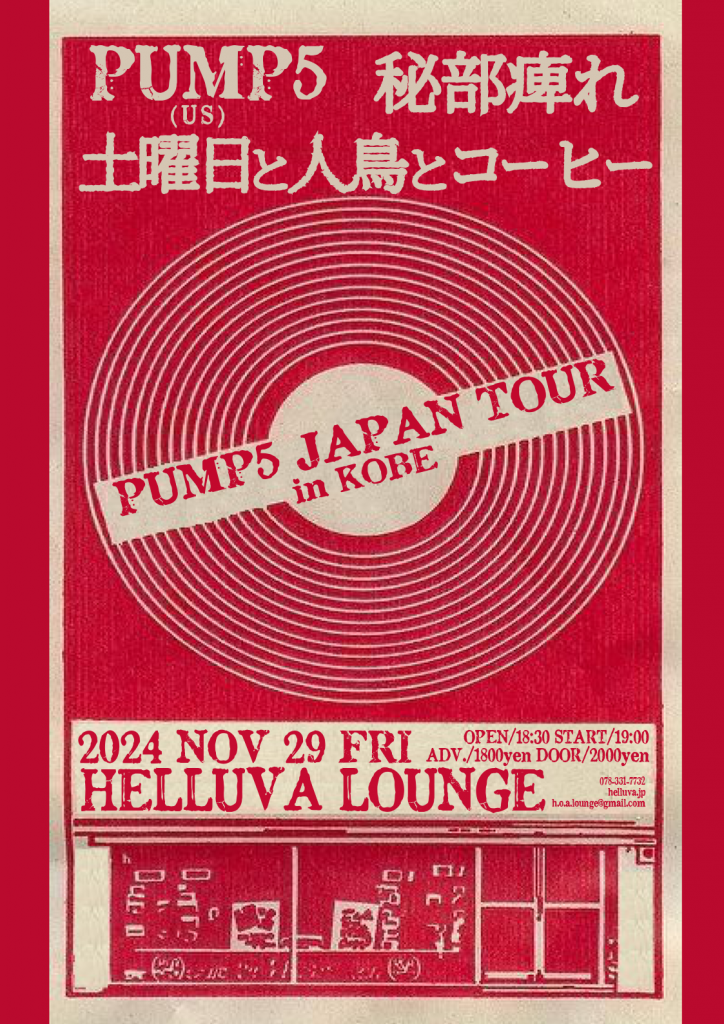 PUMP5 秘部痺れ
(US)
土曜日と人鳥とコーヒー
PUMP5 JAPAN TOUR
in KOBE
2024 NOV 29 FRI
OPEN/18:30 START/19:00
ADV./1800yen DOOR/2000yen
HELLUVA LOUNGE
078-331-7732
helluva.jp
h.o.a.lounge@gmail.com